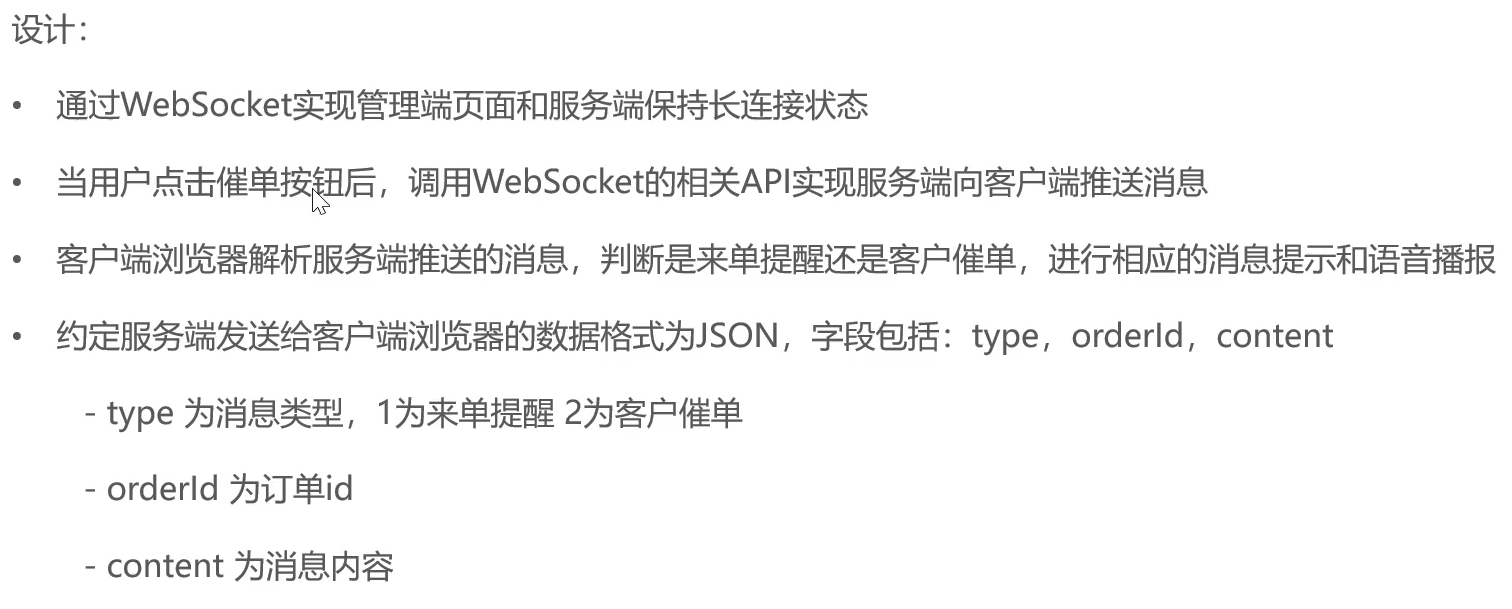 设计：
• 通过WebSocket实现管理端页面和服务端保持长连接状态
• 当用户点击催单按钮后，调用WebSocket的相关API实现服务端向客户端推送消息
• 客户端浏览器解析服务端推送的消息，判断是来单提醒还是客户催单，进行相应的消息提示和语音播报
• 约定服务端发送给客户端浏览器的数据格式为JSON，字段包括：type，orderId，content
- type 为消息类型，1为来单提醒 2为客户催单
- orderId 为订单id
- content 为消息内容